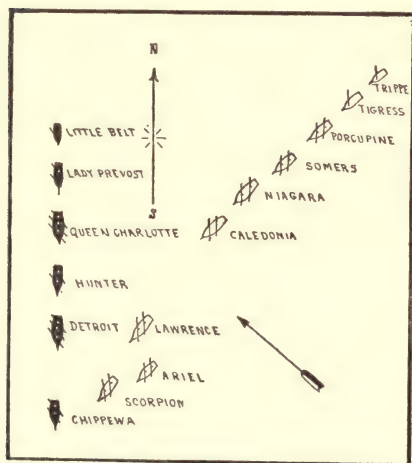 N
TRIPPE
TIGRESS
LITTLE BELT
PORCUPINE
LADY PREVOST
SOMERS
NIAGARA
S
QUEEN CHARLOTTE
CALEDONIA
HUNTER
DETROIT
LAWRENCE
ARIEL
SCORPION
CHIPPEWA